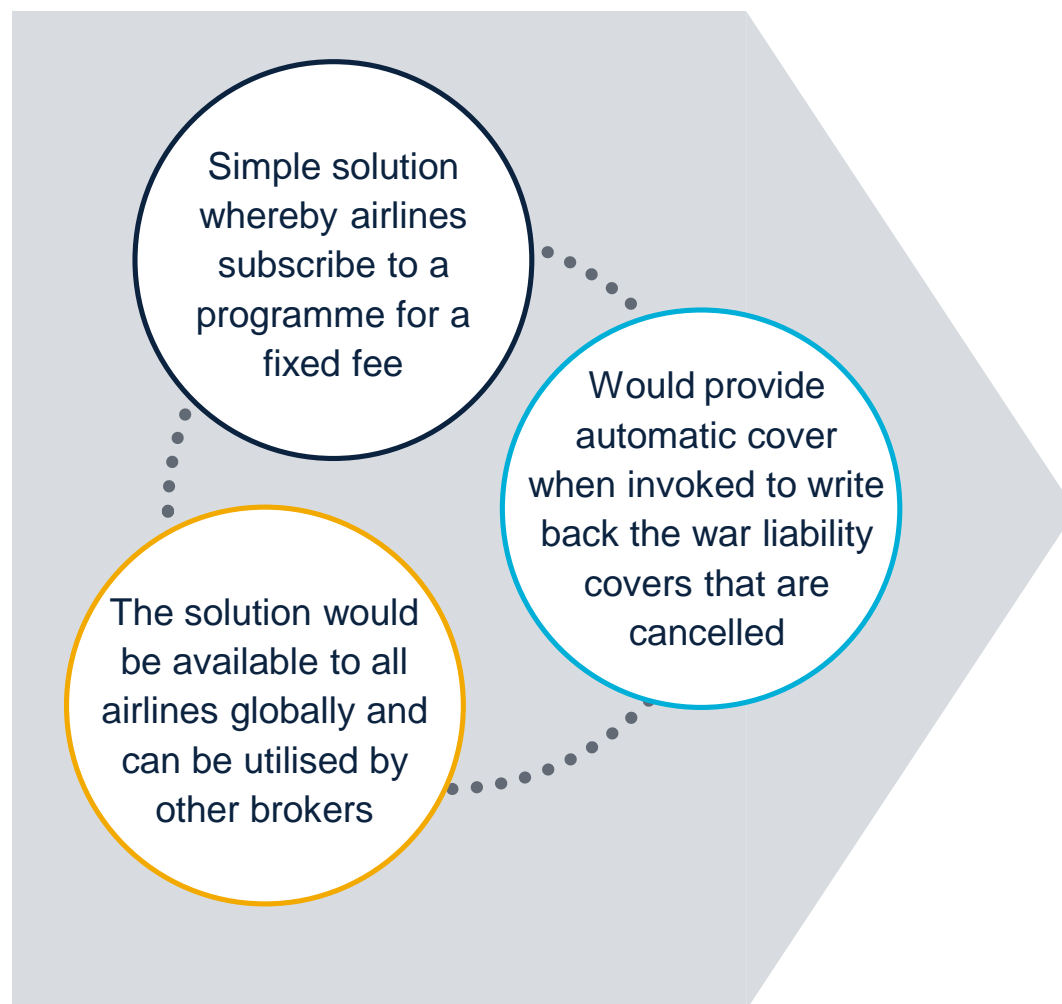 Simple solution
whereby airlines
subscribe to a
programme for a
fixed fee
Would provide
automatic cover
when invoked to write
back the war liability
covers that are
cancelled
The solution would
be available to all
airlines globally and
can be utilised by
other brokers